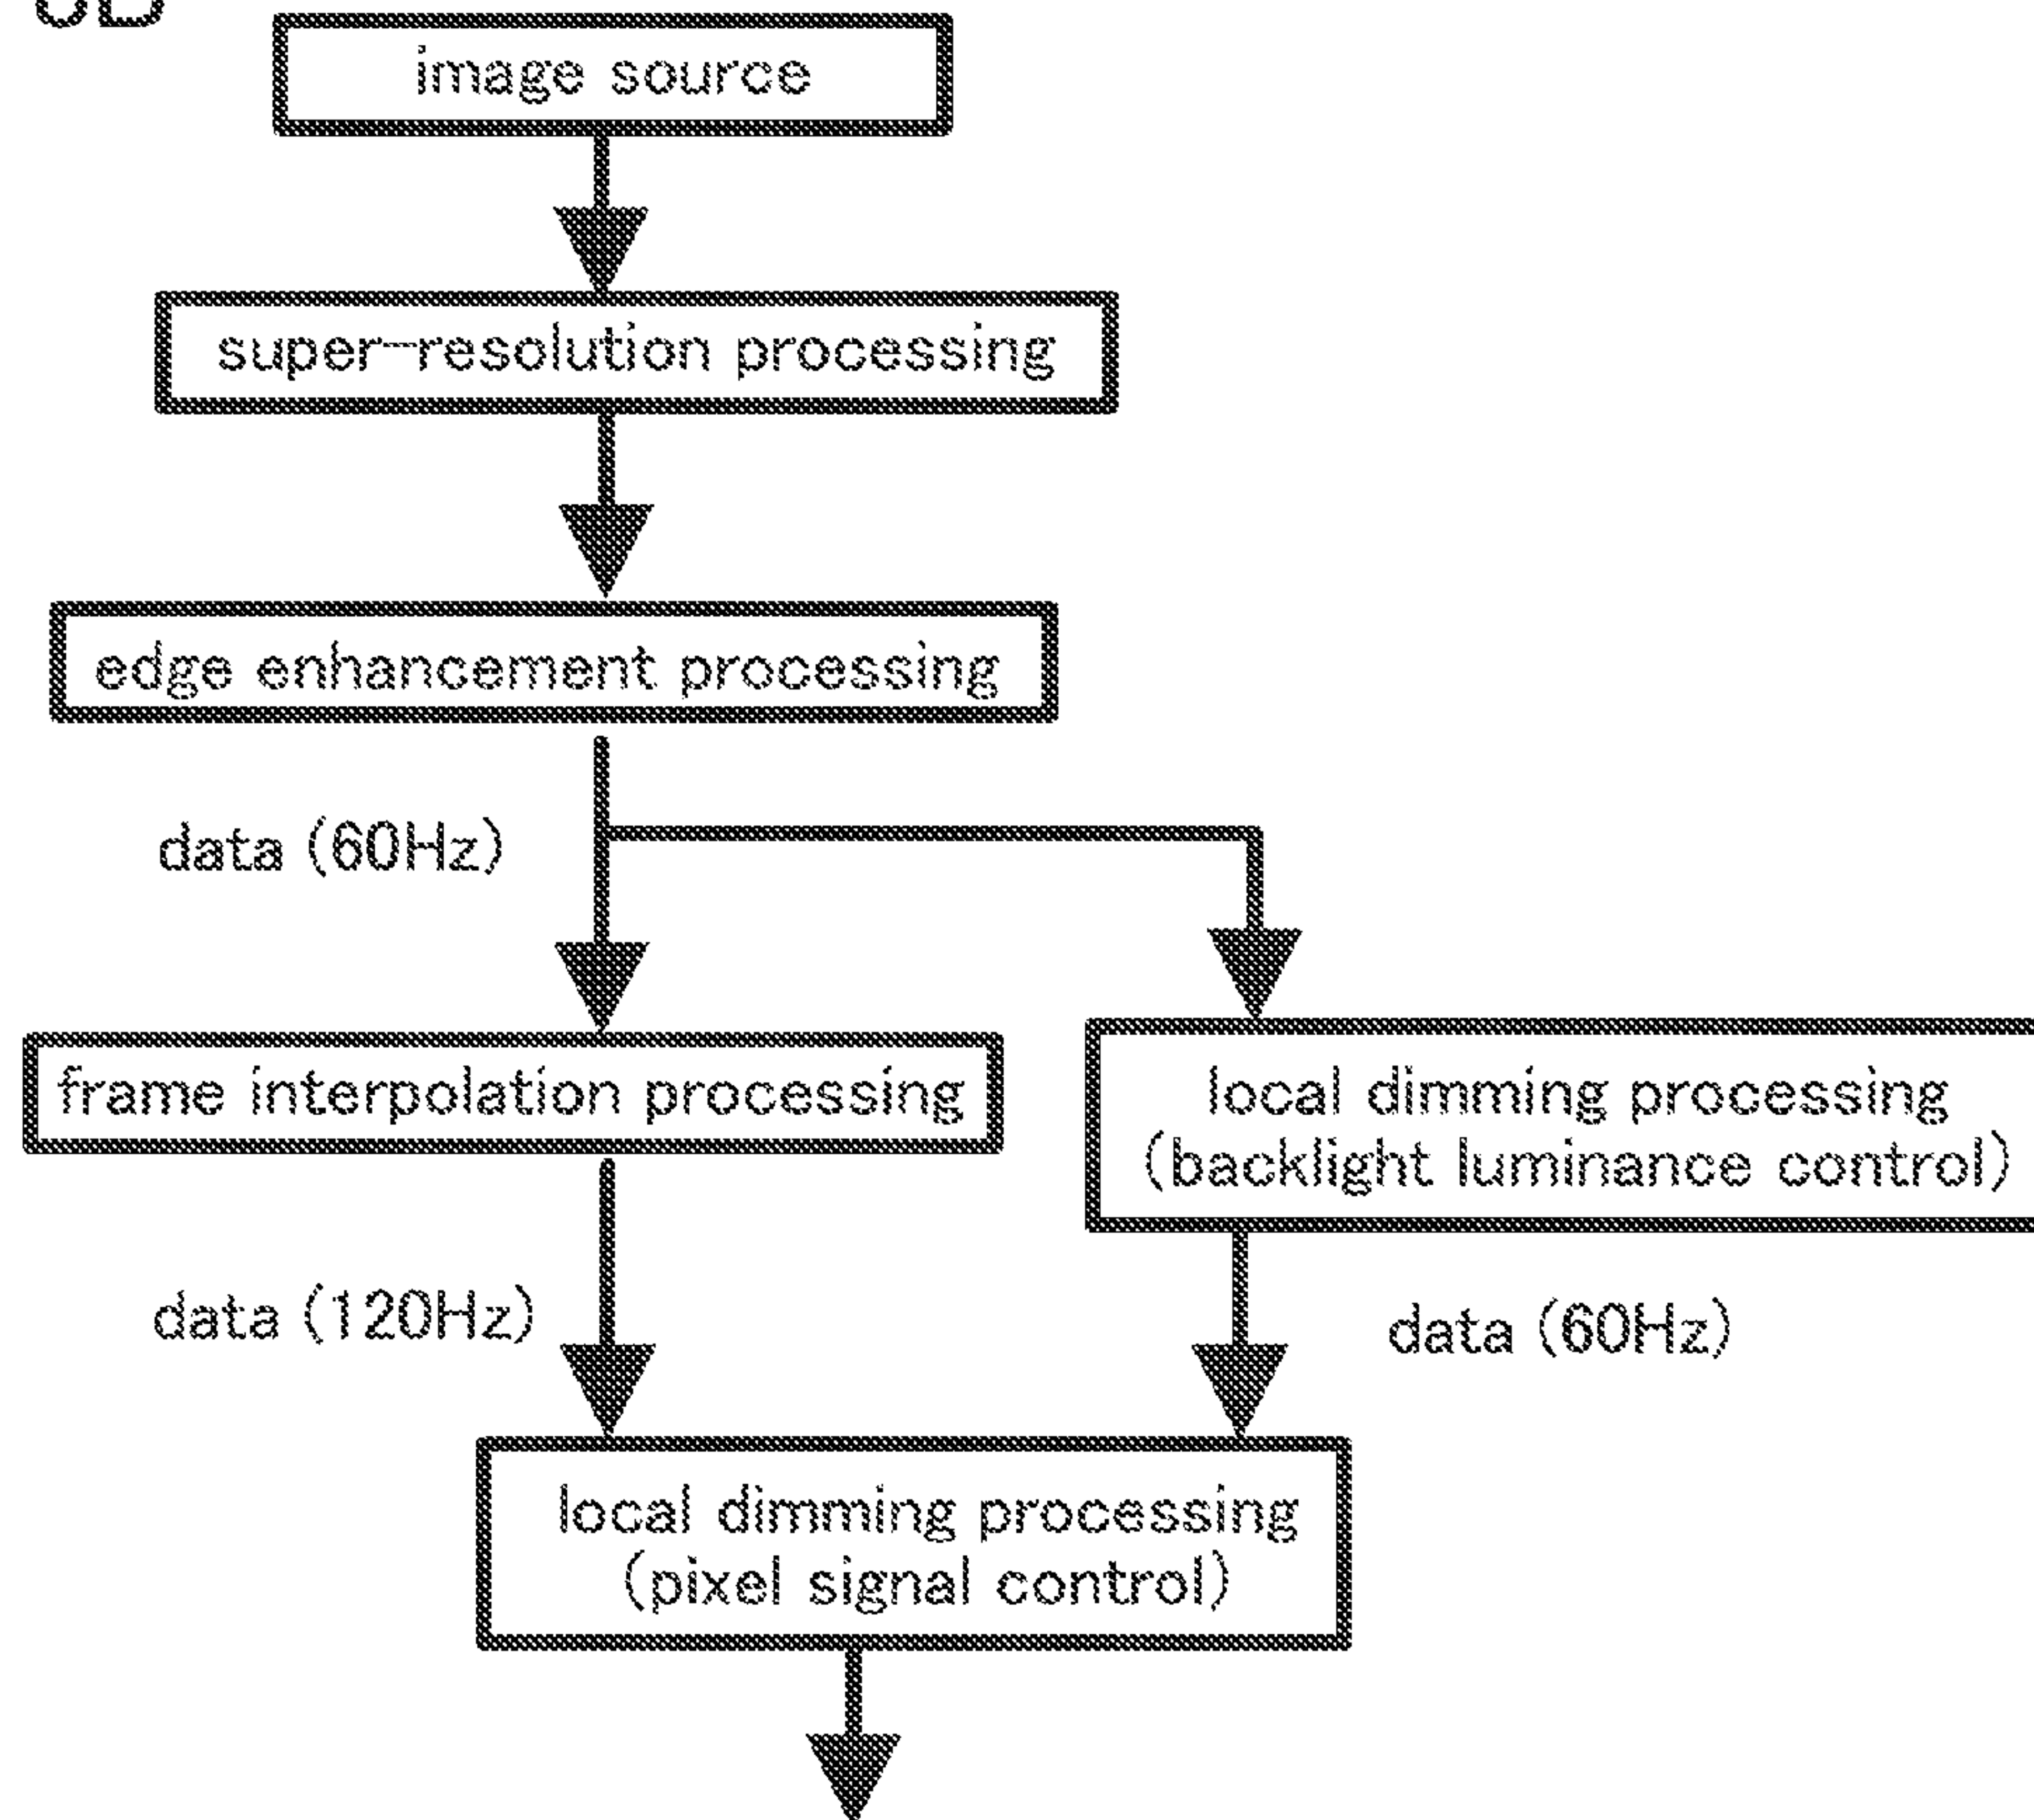 image source
super-resolution processing
edge enhancement processing
data (60Hz)
frame interpolation processing
local dimming processing
(backlight luminance control)
data (120Hz)
data (60Hz)
local dimming processing
(pixel signal control)